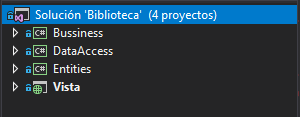 Solución 'Biblioteca' (4 proyectos)
C# Bussiness
C# DataAccess
C# Entities
Vista